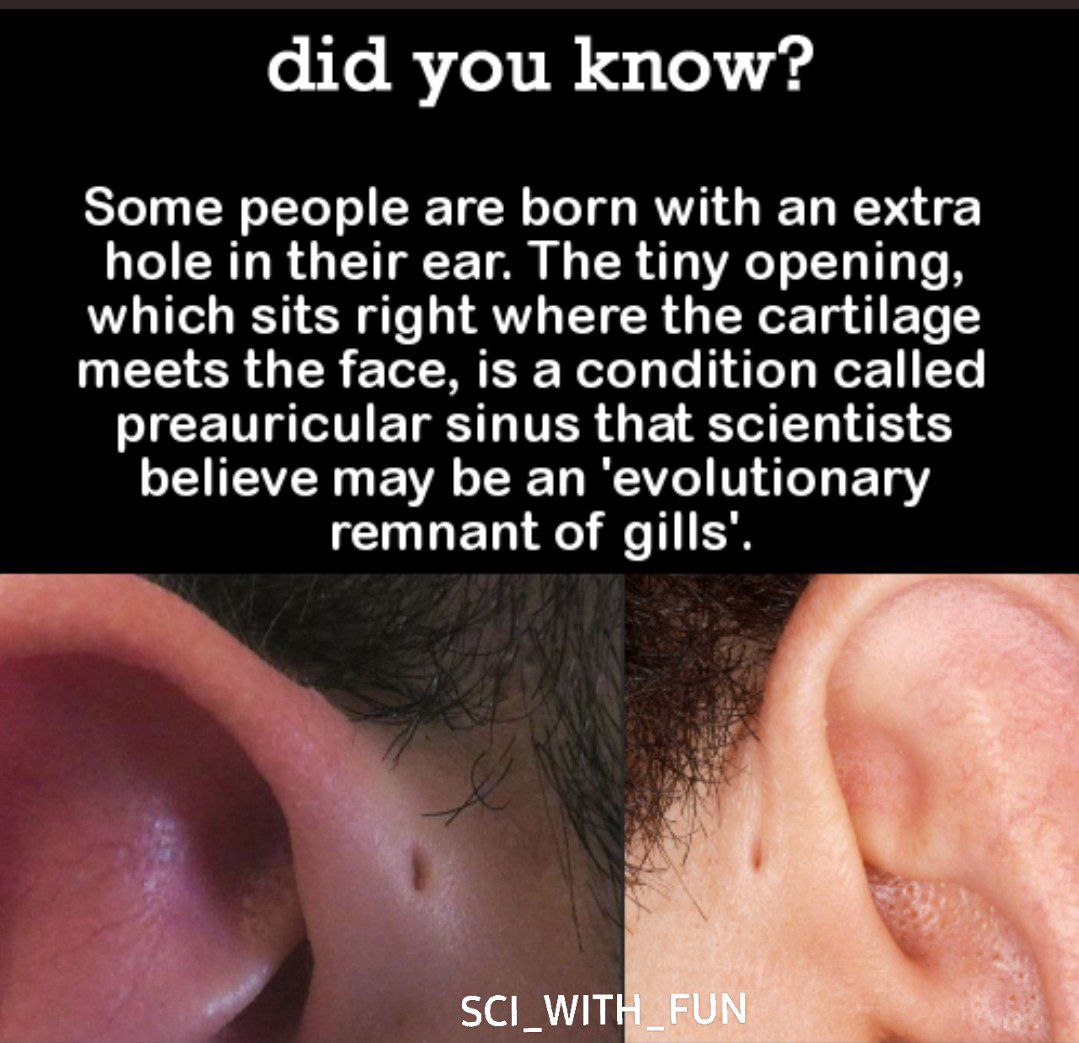 did you know?
Some people are born with an extra
hole in their ear. The tiny opening,
which sits right where the cartilage
meets the face, is a condition called
preauricular sinus that scientists
believe may be an 'evolutionary
remnant of gills'.
SCI_WITH_FUN